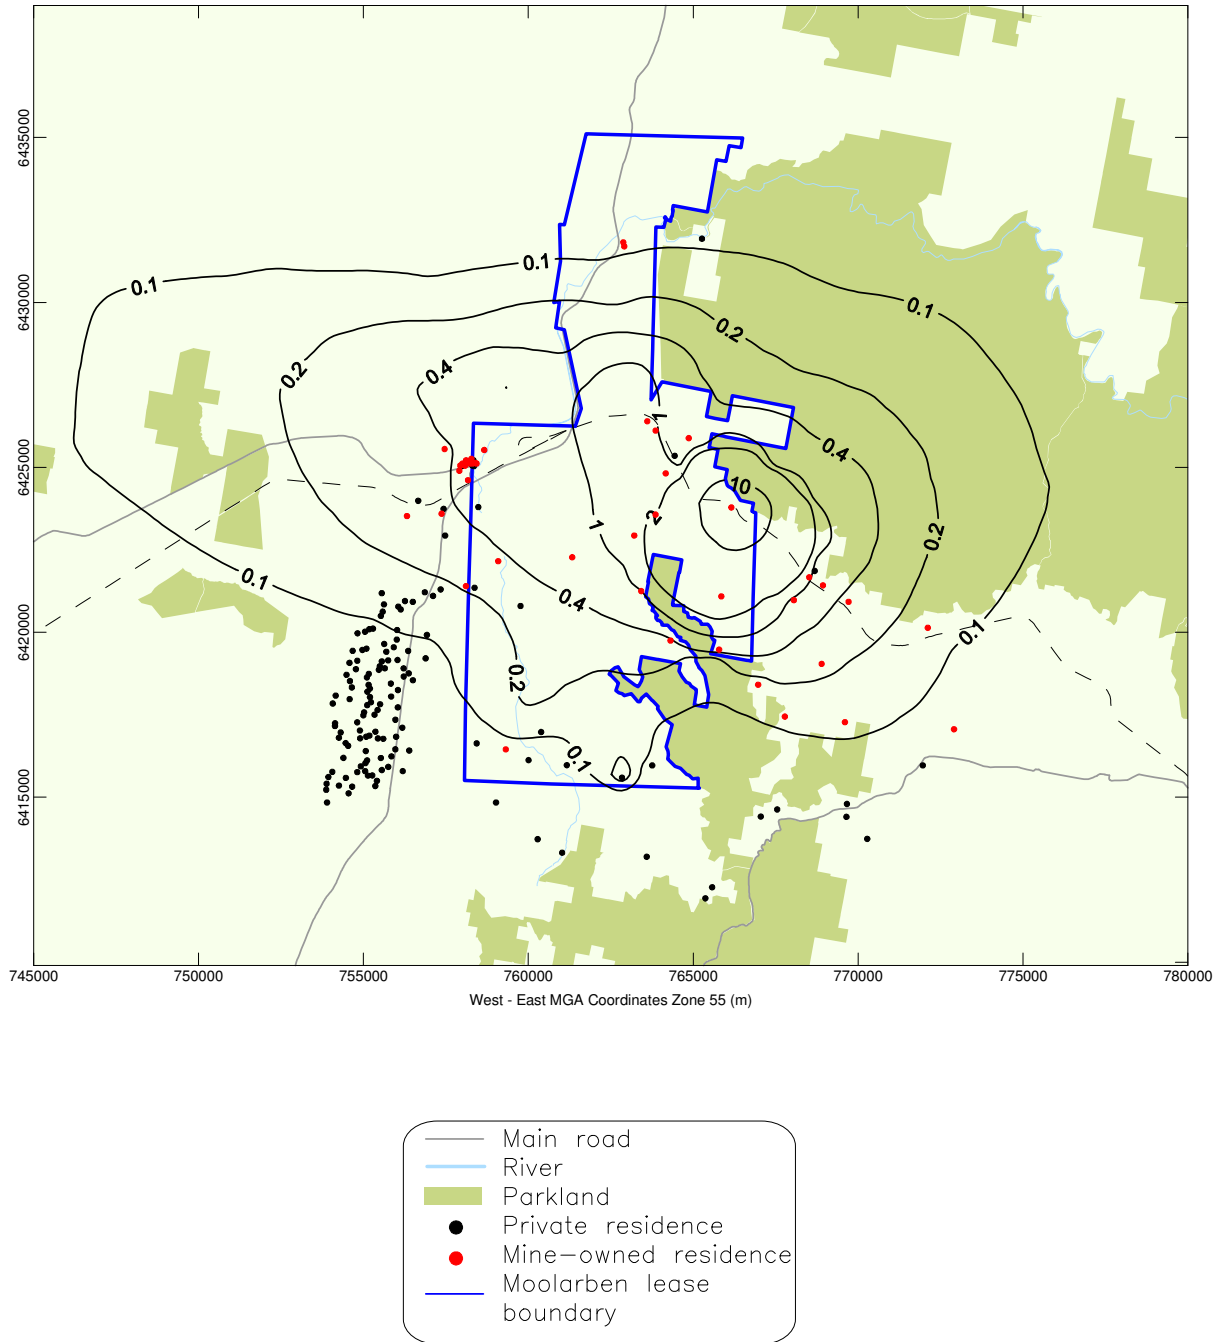 6435000
6430000
6425000
6420000
6415000
0.1
0.1
0.1
0.2
0.2
0.4
1
0.4
10
2
1
0.2
0.1
0.4
0.1
0.2
0.1
745000 750000 755000 760000 765000 770000 775000 780000
West - East MGA Coordinates Zone 55 (m)
Main road
River
Parkland
Private residence
Mine-owned residence
Moolarben lease
boundary